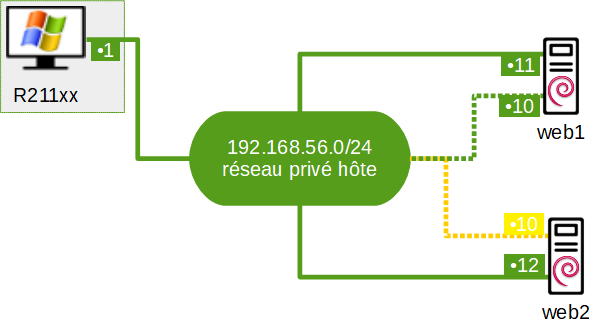 •1
R211xx
•11
•10
web1
192.168.56.0/24
réseau privé hôte
•10
•12
web2